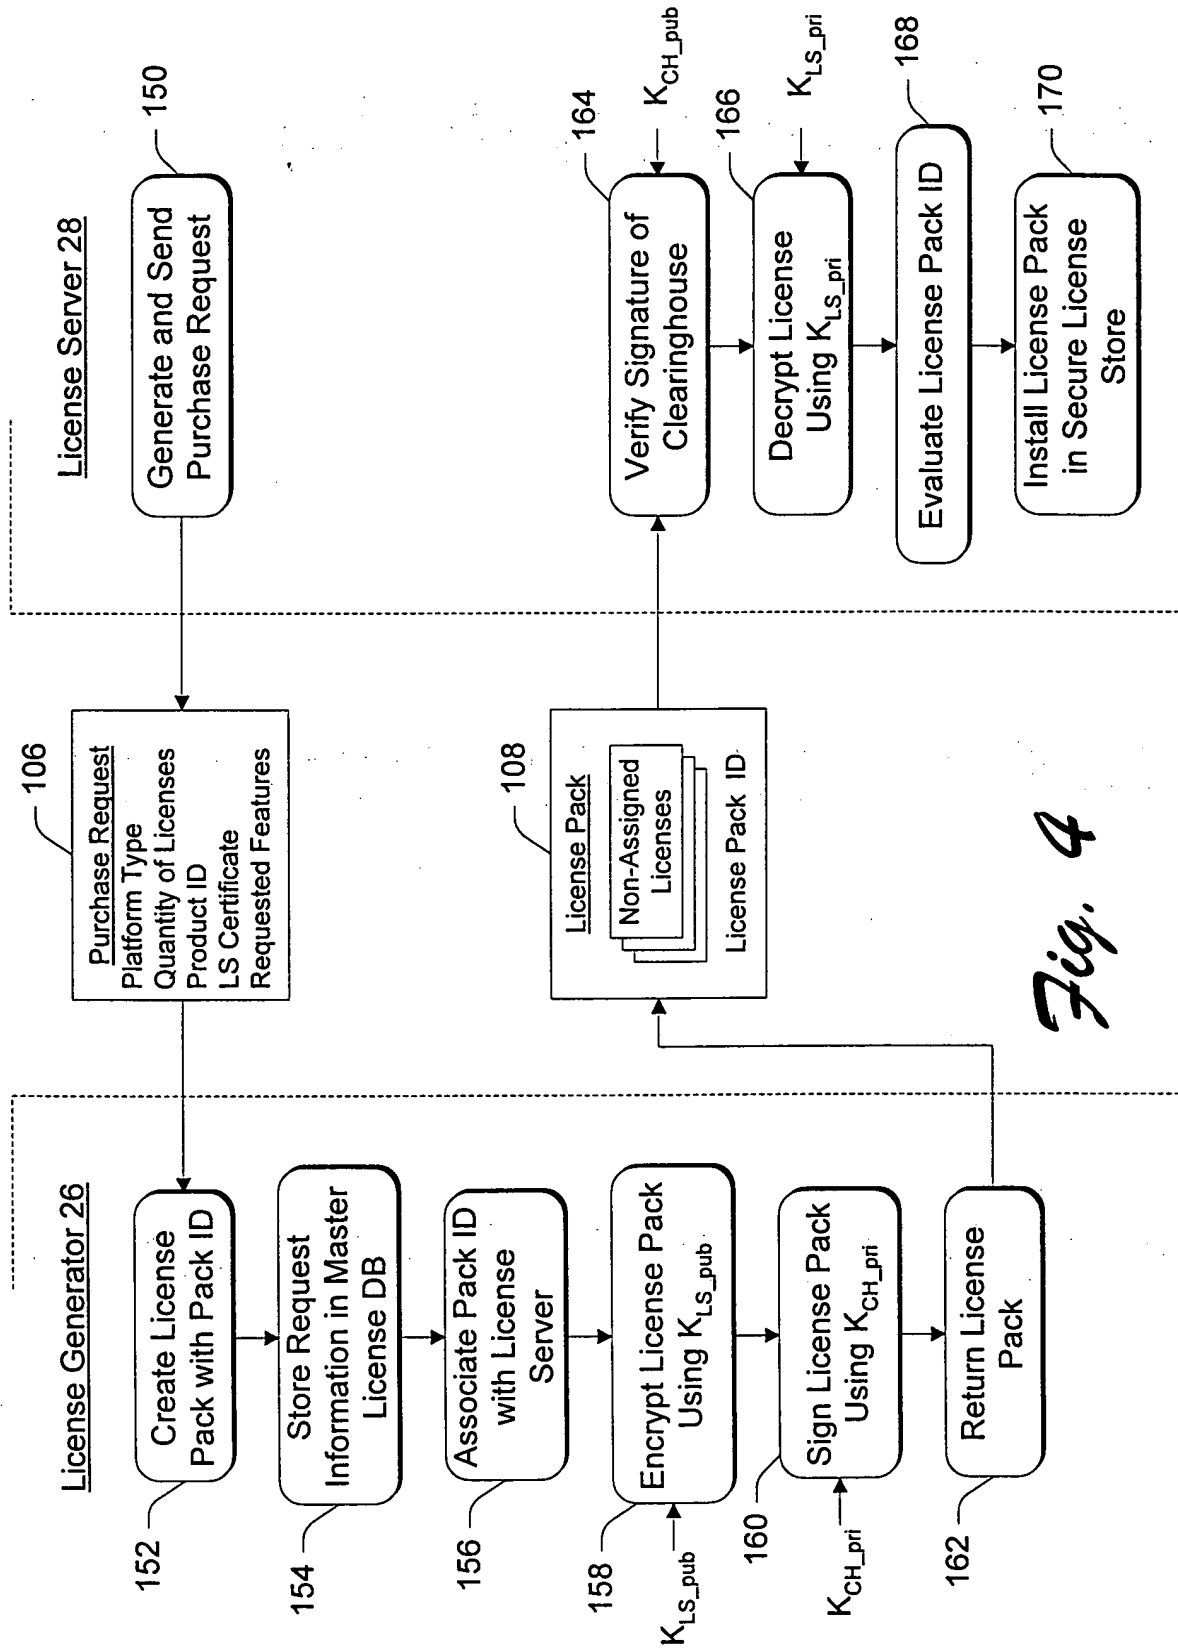 License Generator 26
152
Create License
Pack with Pack ID
154
Store Request
Information in Master
License DB
156
Associate Pack ID
with License
Server
158
Encrypt License Pack
Using K_LS_pub
K_LS_pub
160
Sign License Pack
Using K_CH_pri
K_CH_pri
162
Return License
Pack
106
Purchase Request
Platform Type
Quantity of Licenses
Product ID
LS Certificate
Requested Features
108
License Pack
Non-Assigned
Licenses
License Pack ID
License Server 28
150
Generate and Send
Purchase Request
164
Verify Signature of
Clearinghouse
K_CH_pub
166
Decrypt License
Using K_LS_pri
K_LS_pri
168
Evaluate License Pack ID
170
Install License Pack
in Secure License
Store
Fig. 4